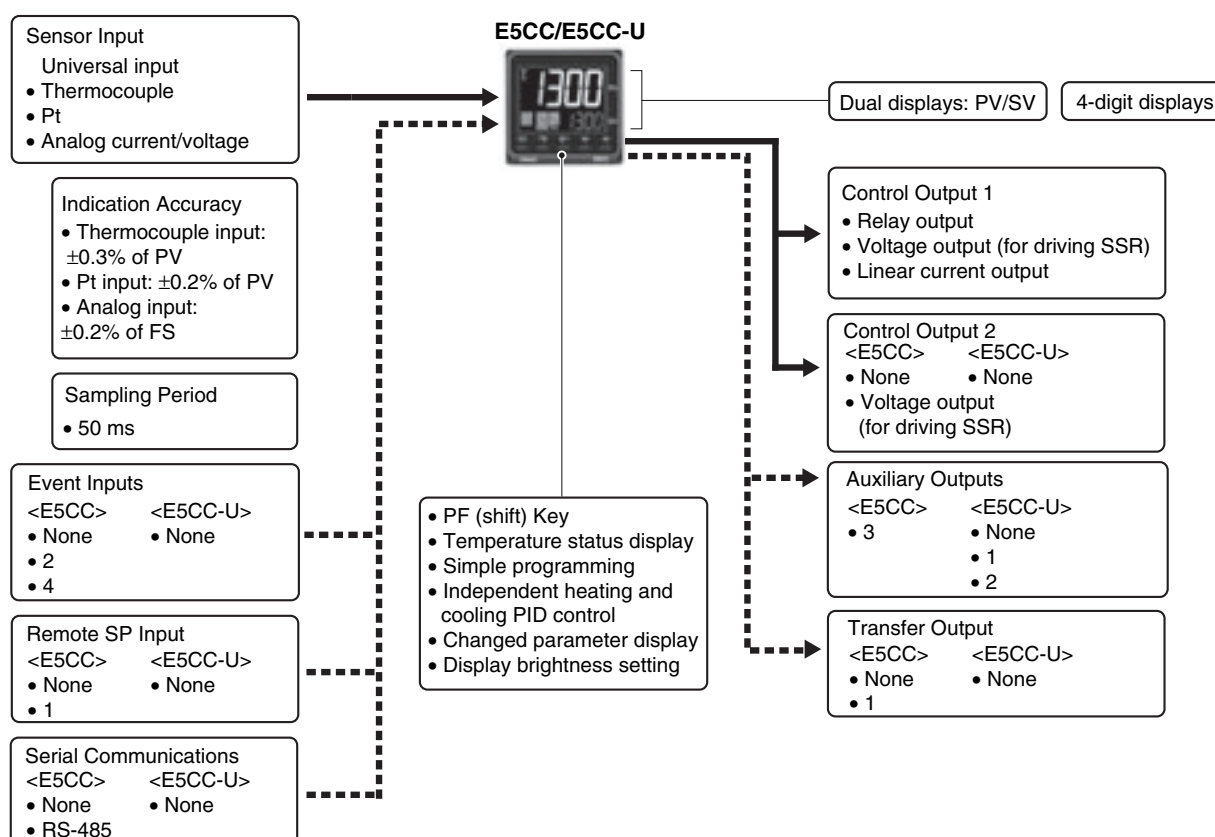 E5CC/E5CC-U
Sensor Input
Universal input
• Thermocouple
• Pt
• Analog current/voltage
1300
1300
Dual displays: PV/SV
4-digit displays
Indication Accuracy
• Thermocouple input:
±0.3% of PV
• Pt input: ±0.2% of PV
• Analog input:
±0.2% of FS
Sampling Period
• 50 ms
Event Inputs
<E5CC> <E5CC-U>
• None • None
• 2
• 4
Remote SP Input
<E5CC> <E5CC-U>
• None • None
• 1
Serial Communications
<E5CC> <E5CC-U>
• None • None
• RS-485
• PF (shift) Key
• Temperature status display
• Simple programming
• Independent heating and
cooling PID control
• Changed parameter display
• Display brightness setting
Control Output 1
• Relay output
• Voltage output (for driving SSR)
• Linear current output
Control Output 2
<E5CC> <E5CC-U>
• None • None
• Voltage output
(for driving SSR)
Auxiliary Outputs
<E5CC> <E5CC-U>
• 3 • None
• 1
• 2
Transfer Output
<E5CC> <E5CC-U>
• None • None
• 1